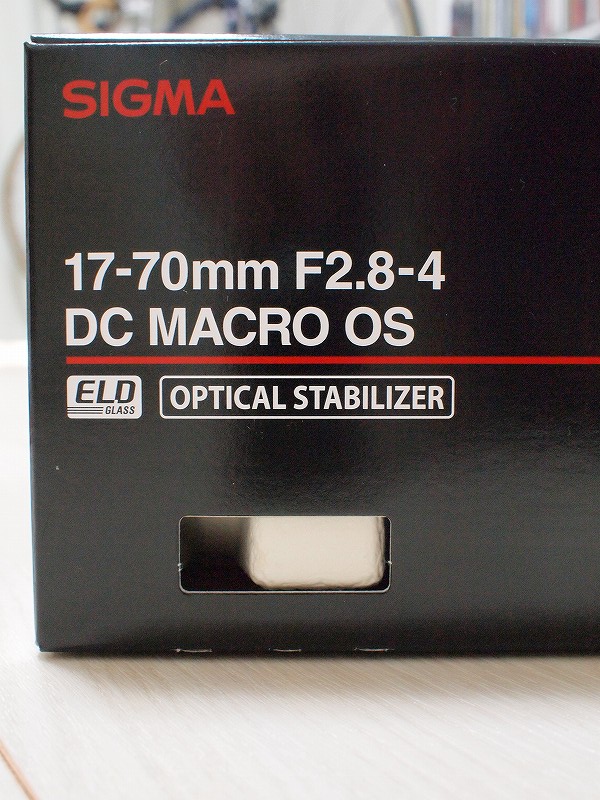 SIGMA
17-70mm F2.8-4
DC MACRO OS
ELD
GLASS
OPTICAL STABILIZER